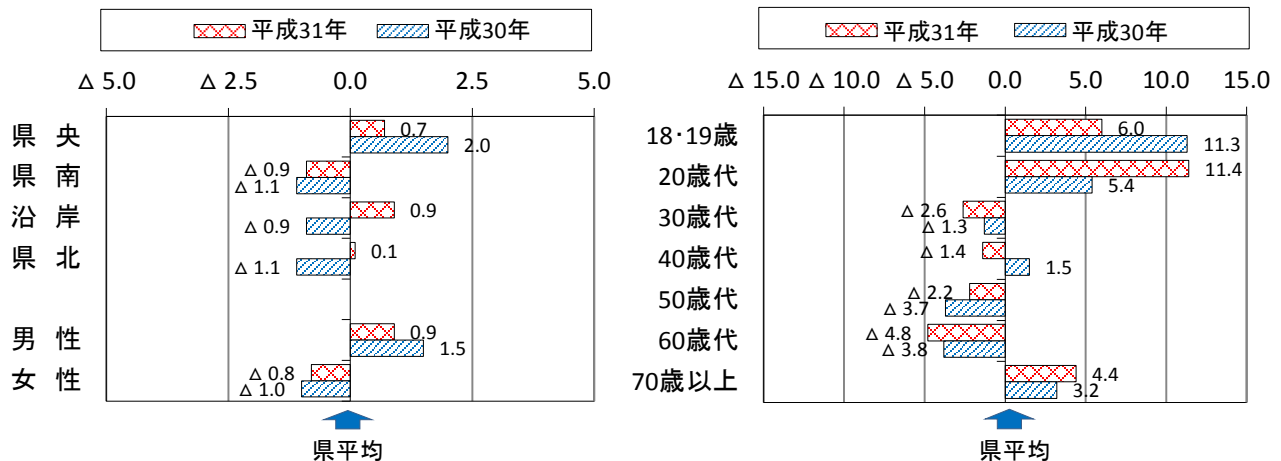 平成31年 平成30年
△ 5.0 △ 2.5 0.0 2.5 5.0
県 央 0.7
2.0
県 南 △ 0.9
△ 1.1
沿 岸 0.9
△ 0.9
県 北 0.1
△ 1.1
男 性 0.9
1.5
女 性 △ 0.8
△ 1.0
県平均
平成31年 平成30年
△ 15.0 △ 10.0 △ 5.0 0.0 5.0 10.0 15.0
18･19歳 6.0
11.3
20歳代 11.4
5.4
30歳代 △ 2.6
△ 1.3
40歳代 △ 1.4
1.5
50歳代 △ 2.2
△ 3.7
60歳代 △ 4.8
△ 3.8
70歳以上 4.4
3.2
県平均